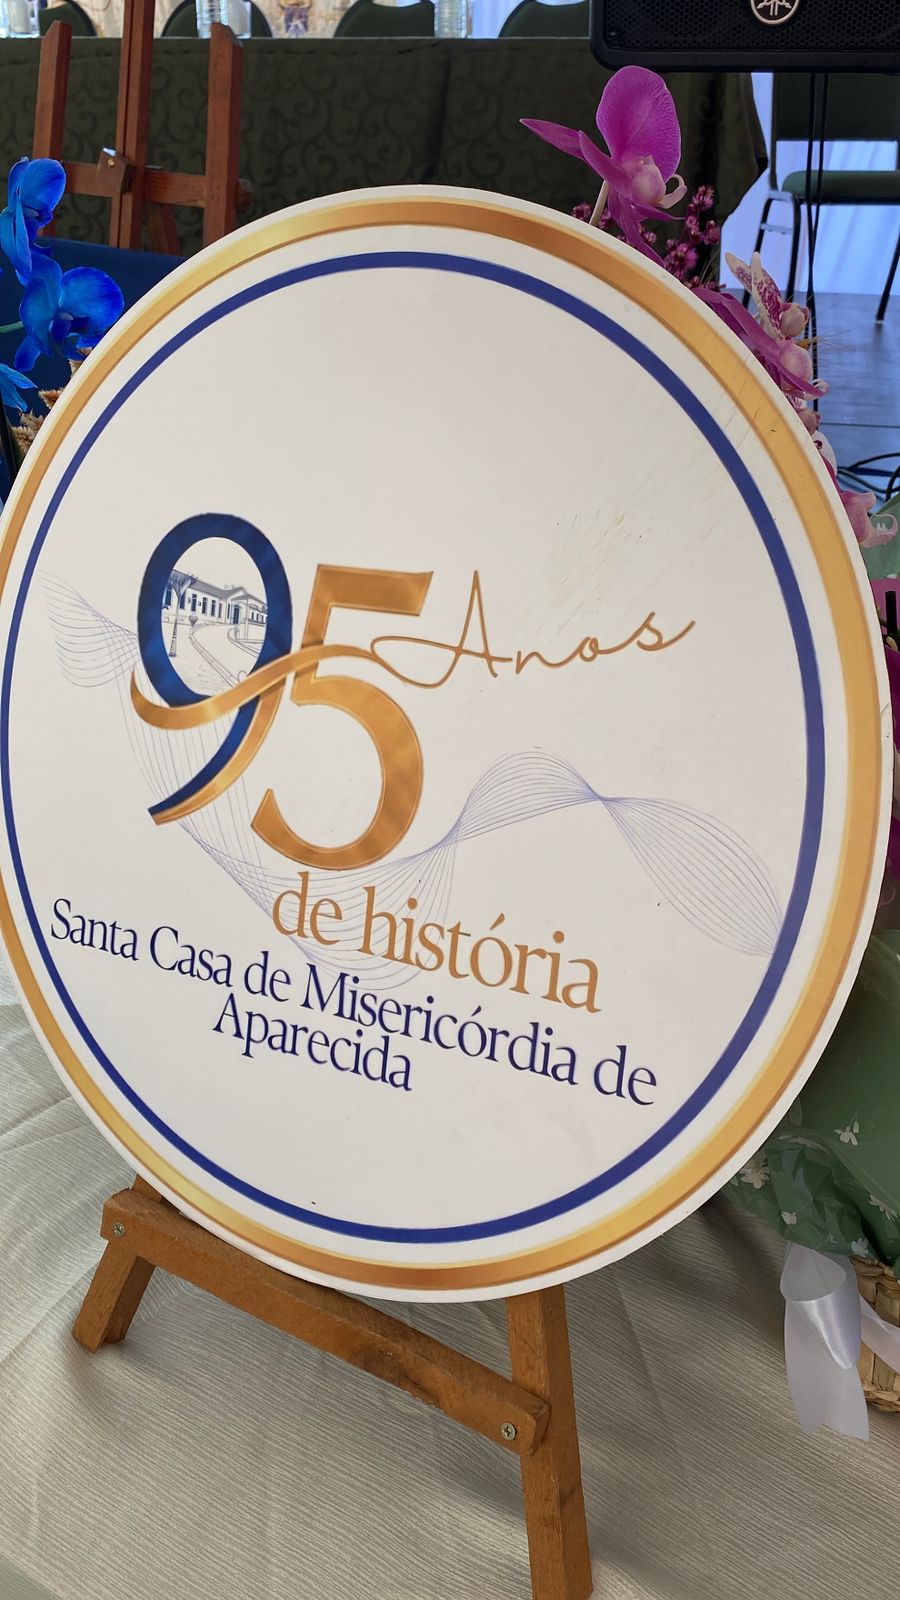 95 Anos
de história
Santa Casa de Misericórdia de
Aparecida